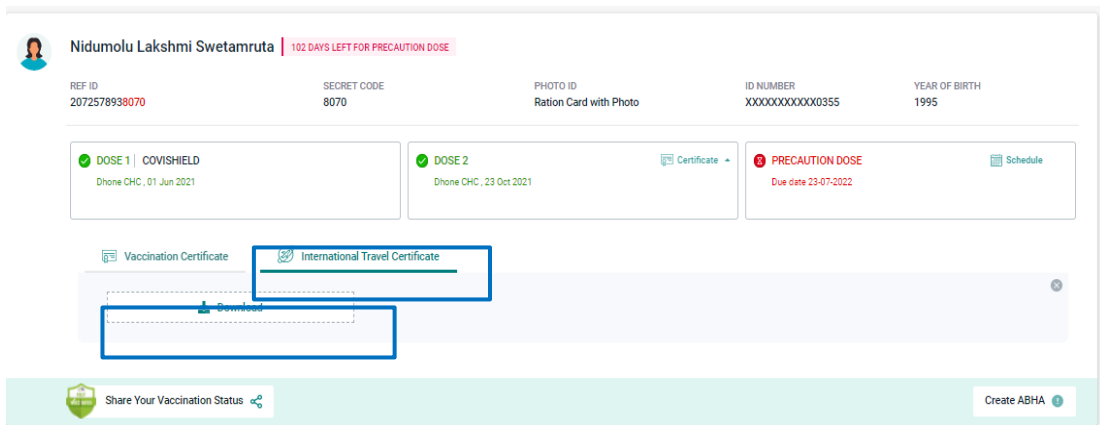 Nidumolu Lakshmi Swetamruta 102 DAYS LEFT FOR PRECAUTION DOSE
REF ID SECRET CODE PHOTO ID ID NUMBER YEAR OF BIRTH
2072578938070 8070 Ration Card with Photo XXXXXXXXXXX0355 1995
DOSE 1 COVISHIELD
Dhone CHC , 01 Jun 2021
DOSE 2 Certificate
Dhone CHC , 23 Oct 2021
PRECAUTION DOSE Schedule
Due date 23-07-2022
Vaccination Certificate International Travel Certificate
Download
Share Your Vaccination Status Create ABHA